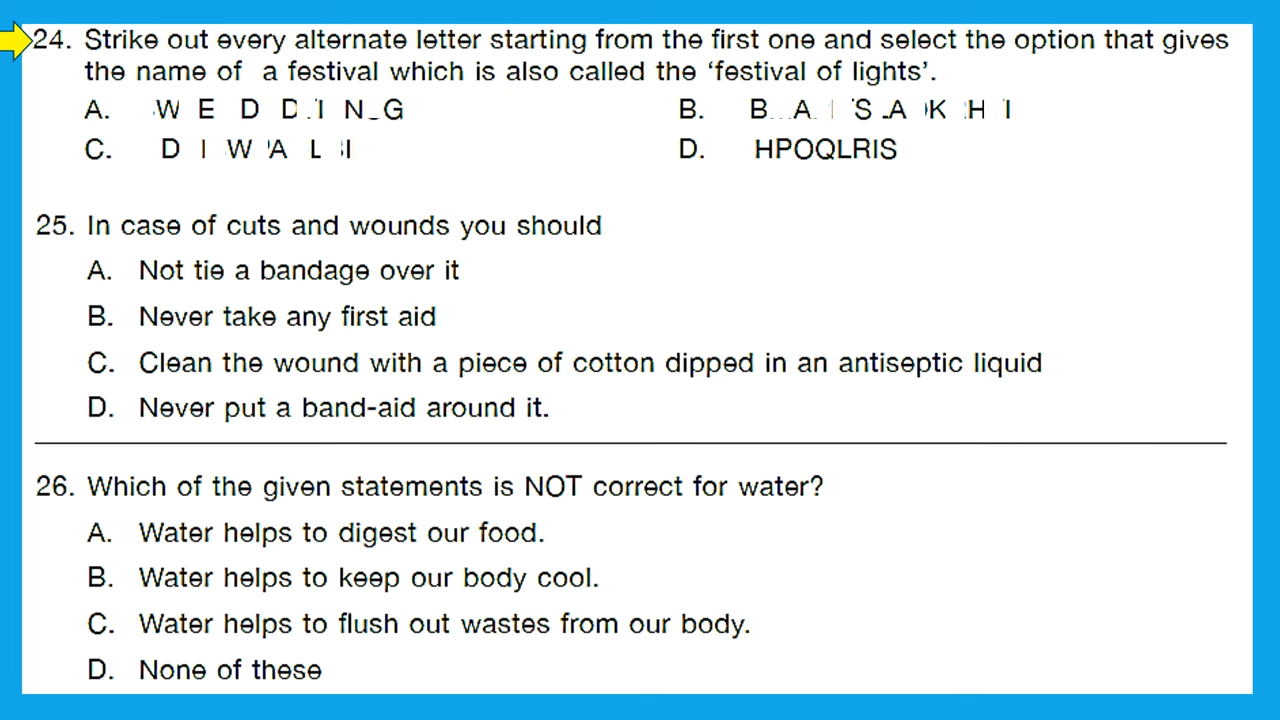 24. Strike out every alternate letter starting from the first one and select the option that gives
the name of a festival which is also called the ‘festival of lights’.
A. W E D D I N G B. B A I S A K H I
C. D I W A L I D. HPOQLRIS
25. In case of cuts and wounds you should
A. Not tie a bandage over it
B. Never take any first aid
C. Clean the wound with a piece of cotton dipped in an antiseptic liquid
D. Never put a band-aid around it.
26. Which of the given statements is NOT correct for water?
A. Water helps to digest our food.
B. Water helps to keep our body cool.
C. Water helps to flush out wastes from our body.
D. None of these